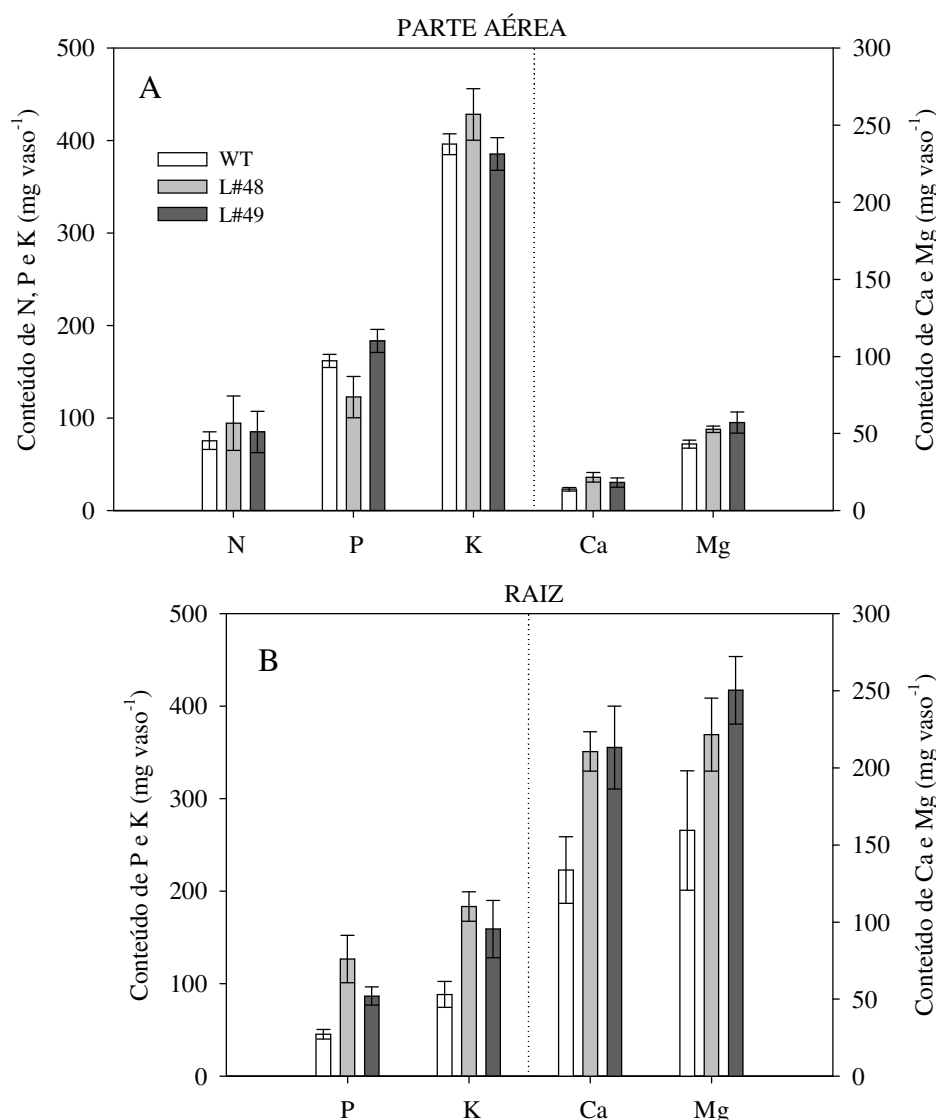 PARTE AÉREA
A
WT
L#48
L#49
500
400
300
200
100
0
Conteúdo de N, P e K (mg vaso⁻¹)
300
250
200
150
100
50
0
Conteúdo de Ca e Mg (mg vaso⁻¹)
N P K Ca Mg
RAIZ
B
500
400
300
200
100
0
Conteúdo de P e K (mg vaso⁻¹)
300
250
200
150
100
50
0
Conteúdo de Ca e Mg (mg vaso⁻¹)
P K Ca Mg